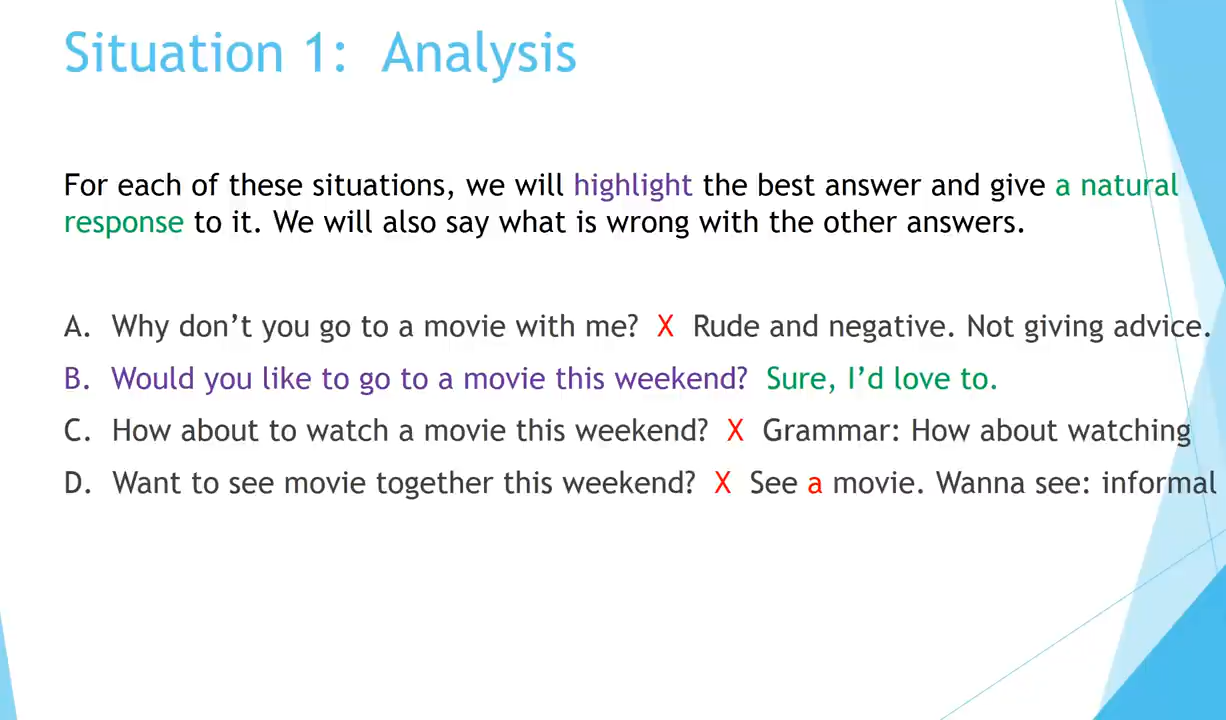 Situation 1: Analysis
For each of these situations, we will highlight the best answer and give a natural
response to it. We will also say what is wrong with the other answers.
A. Why don’t you go to a movie with me? X Rude and negative. Not giving advice.
B. Would you like to go to a movie this weekend? Sure, I’d love to.
C. How about to watch a movie this weekend? X Grammar: How about watching
D. Want to see movie together this weekend? X See a movie. Wanna see: informal